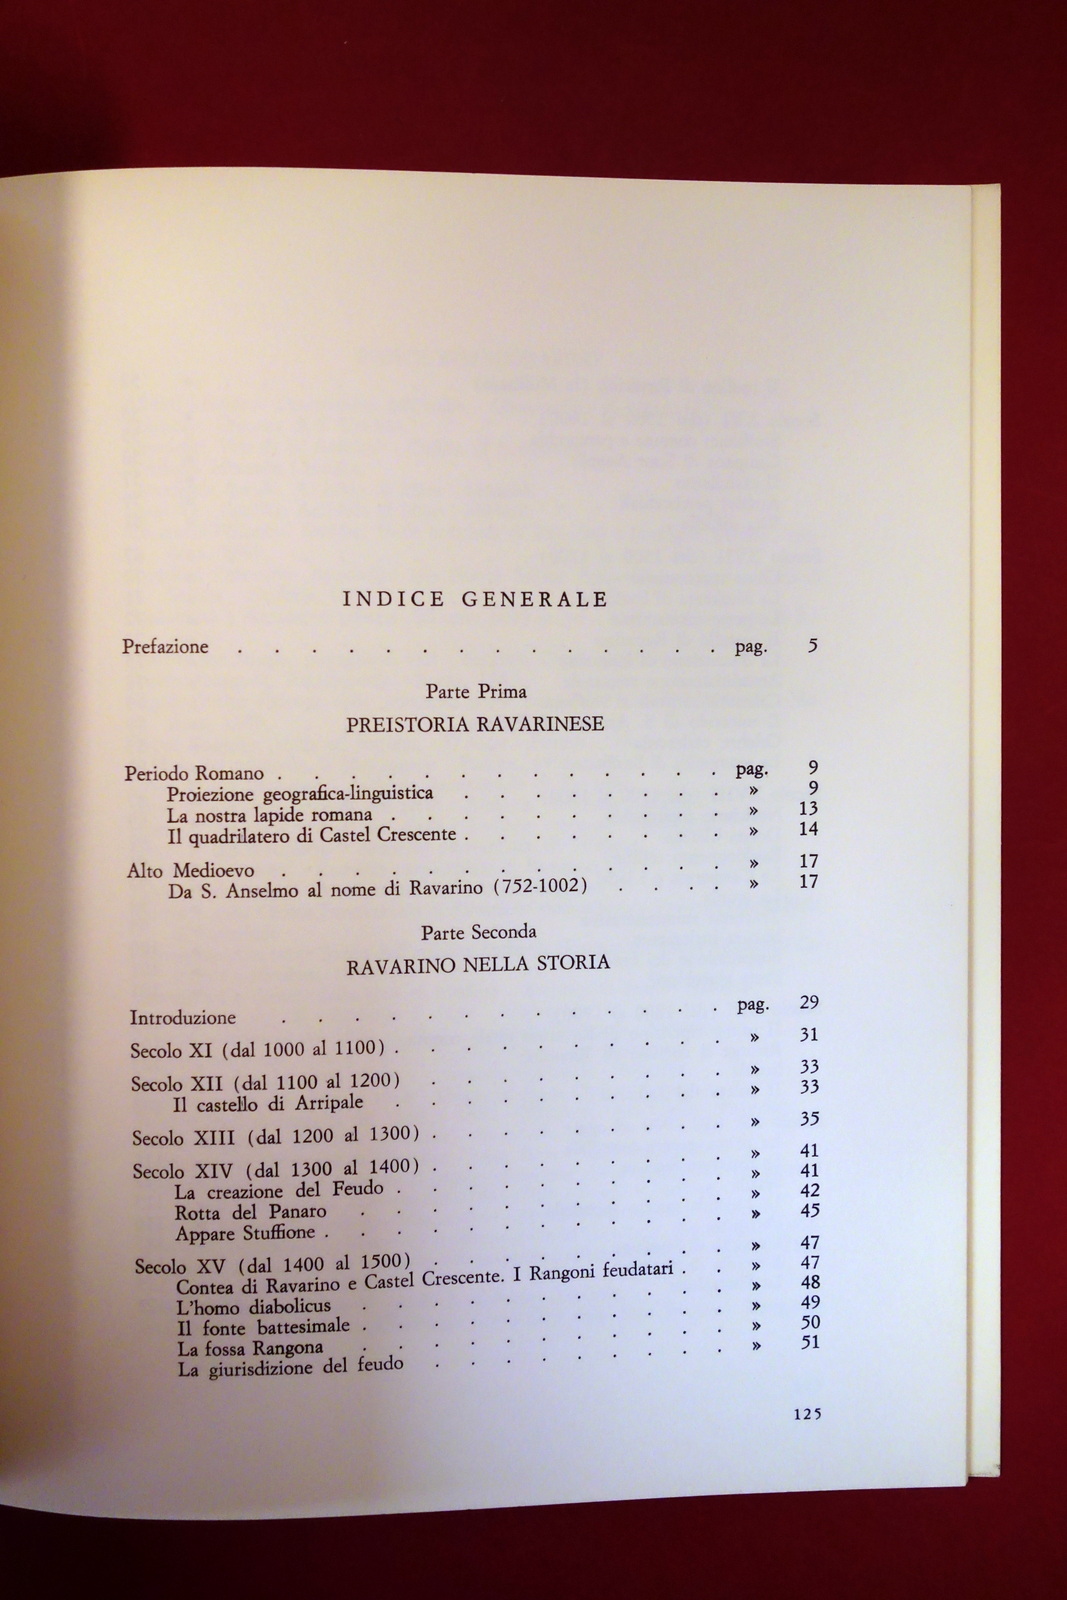 INDICE GENERALE
Prefazione . . . . . . . . . . . . . . pag. 5
Parte Prima
PREISTORIA RAVARINESE
Periodo Romano . . . . . . . . . . . . . pag. 9
Proiezione geografica-linguistica . . . . . . . . » 9
La nostra lapide romana . . . . . . . . . . » 13
Il quadrilatero di Castel Crescente . . . . . . . . » 14
Alto Medioevo . . . . . . . . . . . . . » 17
Da S. Anselmo al nome di Ravarino (752-1002) . . . . » 17
Parte Seconda
RAVARINO NELLA STORIA
Introduzione . . . . . . . . . . . . . pag. 29
Secolo XI (dal 1000 al 1100) . . . . . . . . . . » 31
Secolo XII (dal 1100 al 1200) . . . . . . . . . » 33
Il castello di Arripale . . . . . . . . . . » 33
Secolo XIII (dal 1200 al 1300) . . . . . . . . . » 35
Secolo XIV (dal 1300 al 1400) . . . . . . . . . » 41
La creazione del Feudo . . . . . . . . . . » 41
Rotta del Panaro . . . . . . . . . . . » 42
Appare Stuffione . . . . . . . . . . . . » 45
Secolo XV (dal 1400 al 1500) . . . . . . . . . » 47
Contea di Ravarino e Castel Crescente. I Rangoni feudatari . . » 47
L'homo diabolicus . . . . . . . . . . . » 48
Il fonte battesimale . . . . . . . . . . . » 49
La fossa Rangona . . . . . . . . . . . » 50
La giurisdizione del feudo . . . . . . . . . » 51
125